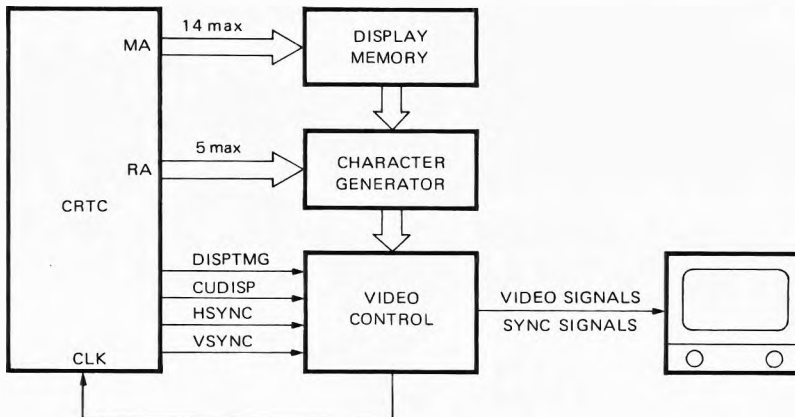 14 max
MA
DISPLAY
MEMORY
5 max
RA
CHARACTER
GENERATOR
CRTC
DISPTMG
CUDISP
HSYNC
VSYNC
VIDEO
CONTROL
VIDEO SIGNALS
SYNC SIGNALS
CLK